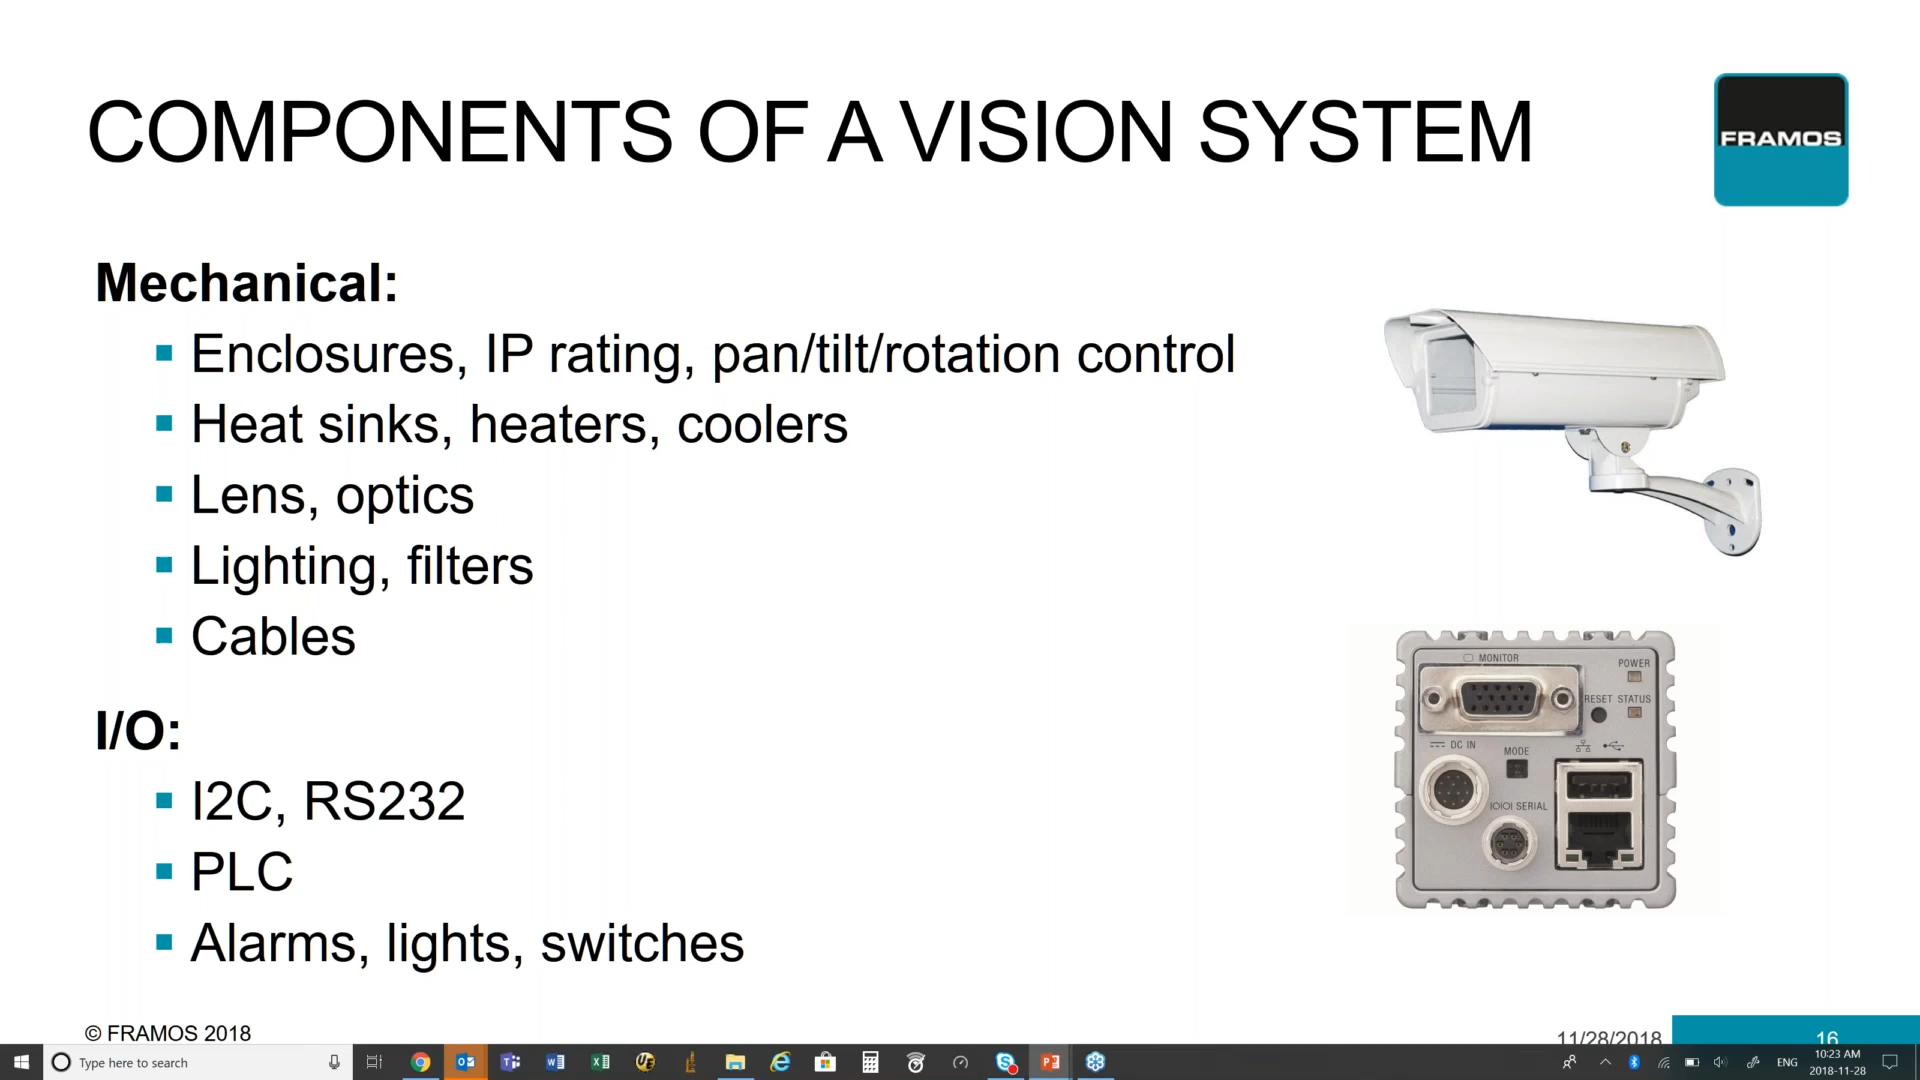 COMPONENTS OF A VISION SYSTEM
FRAMOS
Mechanical:
Enclosures, IP rating, pan/tilt/rotation control
Heat sinks, heaters, coolers
Lens, optics
Lighting, filters
Cables
MONITOR
POWER
RESET STATUS
DC IN
MODE
IOIOI SERIAL
I/O:
I2C, RS232
PLC
Alarms, lights, switches
© FRAMOS 2018
11/28/2018
16
Type here to search
ENG
10:23 AM
2018-11-28